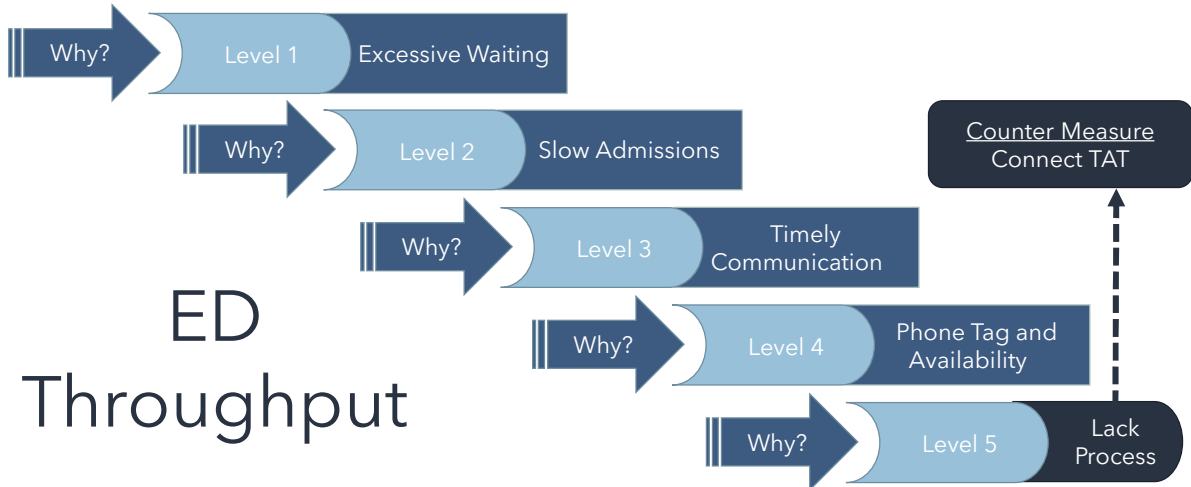 Why?
Level 1
Excessive Waiting
Why?
Level 2
Slow Admissions
Counter Measure
Connect TAT
Why?
Level 3
Timely
Communication
ED
Throughput
Why?
Level 4
Phone Tag and
Availability
Why?
Level 5
Lack
Process